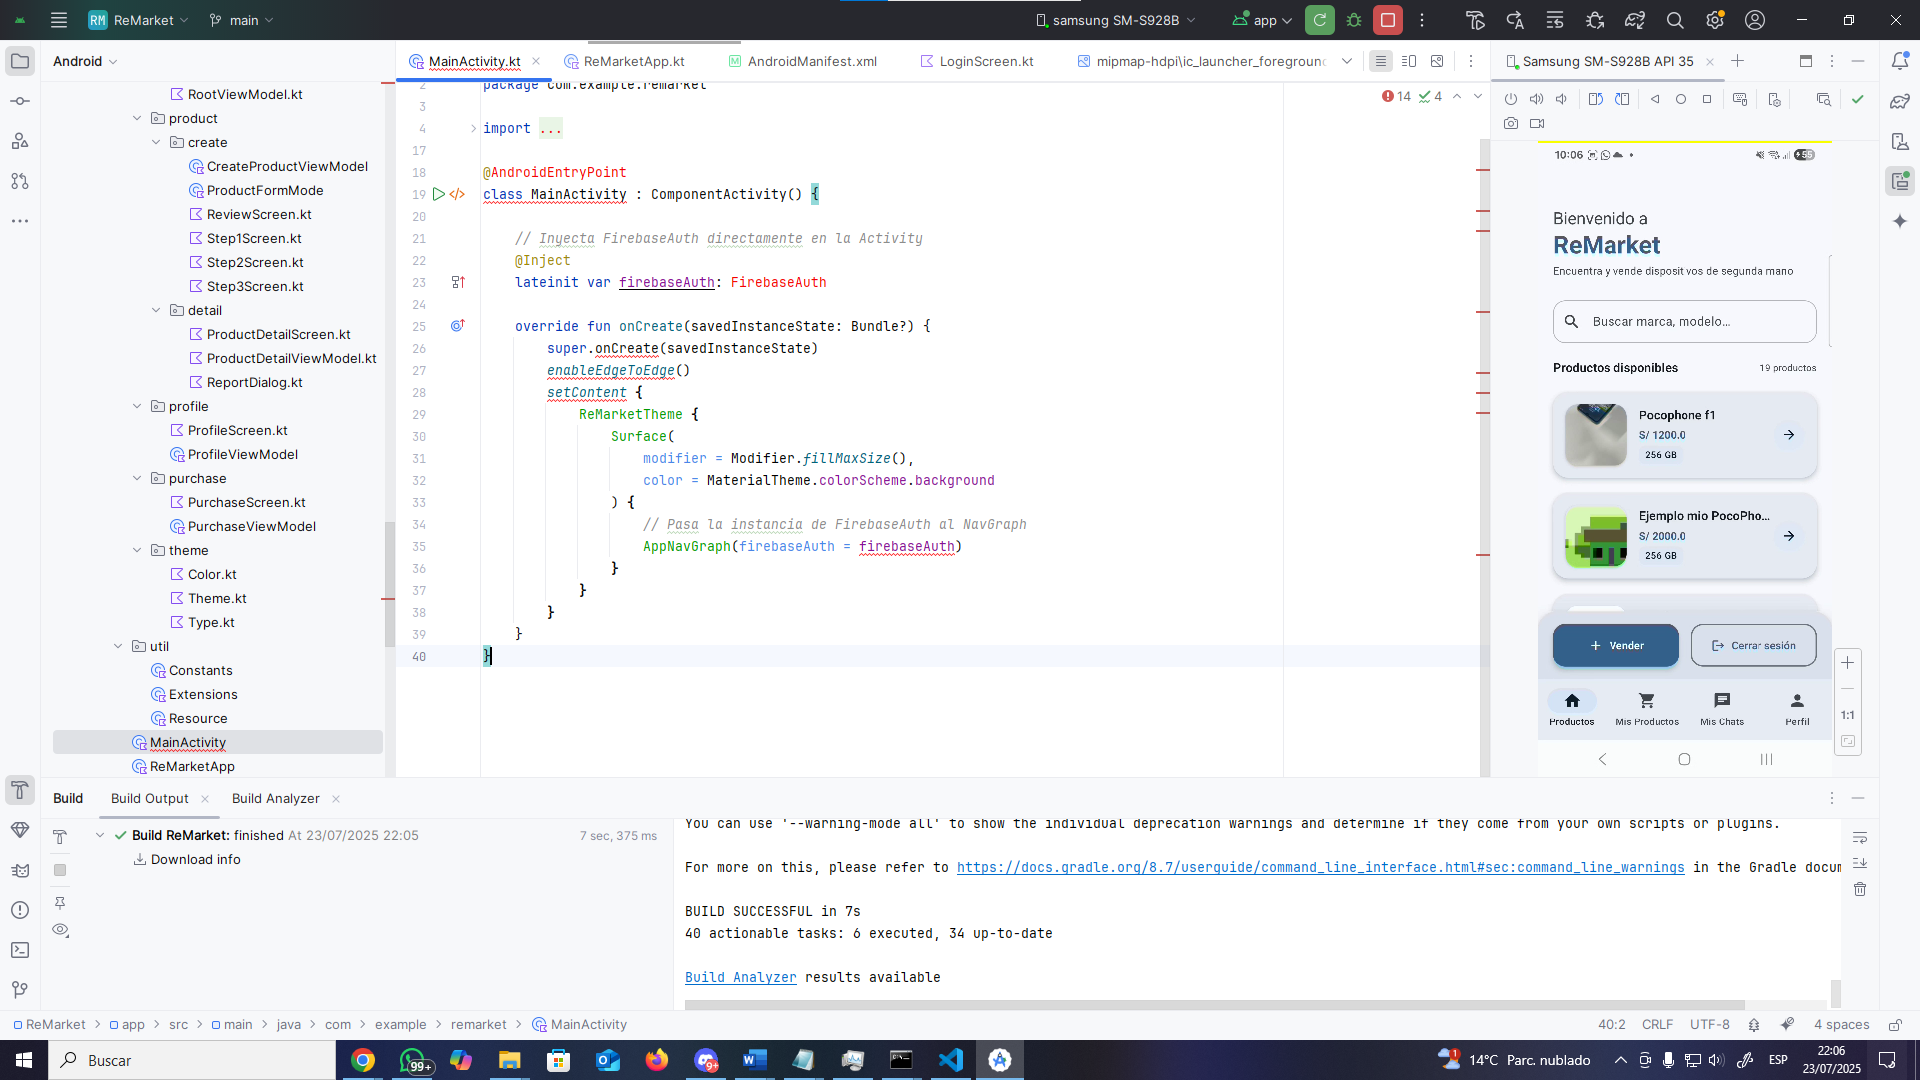 RM ReMarket main samsung SM-S928B app
Android MainActivity.kt ReMarketApp.kt AndroidManifest.xml LoginScreen.kt mipmap-hdpi\ic_launcher_foregroun Samsung SM-S928B API 35
RootViewModel.kt
product
create
CreateProductViewModel
ProductFormMode
ReviewScreen.kt
Step1Screen.kt
Step2Screen.kt
Step3Screen.kt
detail
ProductDetailScreen.kt
ProductDetailViewModel.kt
ReportDialog.kt
profile
ProfileScreen.kt
ProfileViewModel
purchase
PurchaseScreen.kt
PurchaseViewModel
theme
Color.kt
Theme.kt
Type.kt
util
Constants
Extensions
Resource
MainActivity
ReMarketApp
14 4
2 package com.example.remarket
3
4 import ...
17
18 @AndroidEntryPoint
19 class MainActivity : ComponentActivity() {
20
21 // Inyecta FirebaseAuth directamente en la Activity
22 @Inject
23 lateinit var firebaseAuth: FirebaseAuth
24
25 override fun onCreate(savedInstanceState: Bundle?) {
26 super.onCreate(savedInstanceState)
27 enableEdgeToEdge()
28 setContent {
29 ReMarketTheme {
30 Surface(
31 modifier = Modifier.fillMaxSize(),
32 color = MaterialTheme.colorScheme.background
33 ) {
34 // Pasa la instancia de FirebaseAuth al NavGraph
35 AppNavGraph(firebaseAuth = firebaseAuth)
36 }
37 }
38 }
39 }
40 }
10:06 55
Bienvenido a
ReMarket
Encuentra y vende disposit vos de segunda mano
Buscar marca, modelo...
Productos disponibles 19 productos
Pocophone f1
S/ 1200.0
256 GB
Ejemplo mio PocoPho...
S/ 2000.0
256 GB
+ Vender Cerrar sesión
Productos Mis Productos Mis Chats Perfil
1:1
Build Build Output Build Analyzer
Build ReMarket: finished At 23/07/2025 22:05 7 sec, 375 ms
Download info
You can use '--warning-mode all' to show the individual deprecation warnings and determine if they come from your own scripts or plugins.
For more on this, please refer to https://docs.gradle.org/8.7/userguide/command_line_interface.html#sec:command_line_warnings in the Gradle docum
BUILD SUCCESSFUL in 7s
40 actionable tasks: 6 executed, 34 up-to-date
Build Analyzer results available
ReMarket > app > src > main > java > com > example > remarket > MainActivity 40:2 CRLF UTF-8 4 spaces
Buscar 99+ 9+ 1 14°C Parc. nublado ESP 22:06
23/07/2025